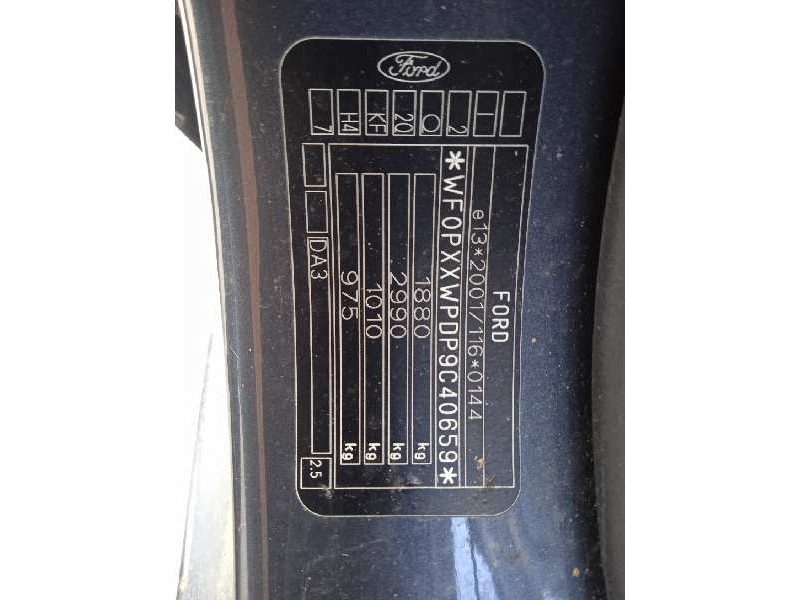 Ford
FORD
e13*2001/116*0144
*WF0PXXWPDP9C40659*
1880 kg
2990 kg
1010 kg
975 kg
DA3 2.5
I 2 O 20 KF H4 7